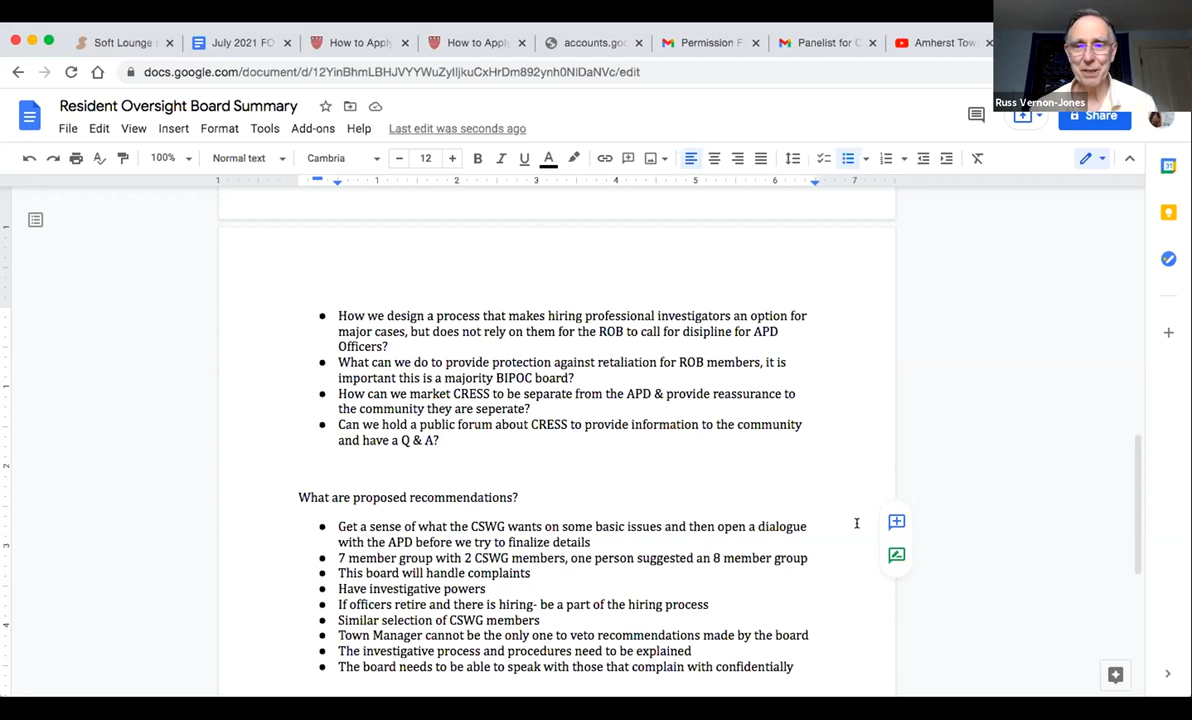 Soft Lounge
July 2021 FO
How to Apply
How to Apply
accounts.goo
Permission F
Panelist for C
Amherst Tow
docs.google.com/document/d/12YinBhmLBHJVYYWuZyIljkuCxHrDm892ynh0NlDaNVc/edit
Russ Vernon-Jones
Resident Oversight Board Summary
Share
File Edit View Insert Format Tools Add-ons Help Last edit was seconds ago
100% Normal text Cambria 12 B I U A
1 1 2 3 4 5 6 7
How we design a process that makes hiring professional investigators an option for
major cases, but does not rely on them for the ROB to call for disipline for APD
Officers?
What can we do to provide protection against retaliation for ROB members, it is
important this is a majority BIPOC board?
How can we market CRESS to be separate from the APD & provide reassurance to
the community they are seperate?
Can we hold a public forum about CRESS to provide information to the community
and have a Q & A?
What are proposed recommendations?
Get a sense of what the CSWG wants on some basic issues and then open a dialogue
with the APD before we try to finalize details
7 member group with 2 CSWG members, one person suggested an 8 member group
This board will handle complaints
Have investigative powers
If officers retire and there is hiring- be a part of the hiring process
Similar selection of CSWG members
Town Manager cannot be the only one to veto recommendations made by the board
The investigative process and procedures need to be explained
The board needs to be able to speak with those that complain with confidentially